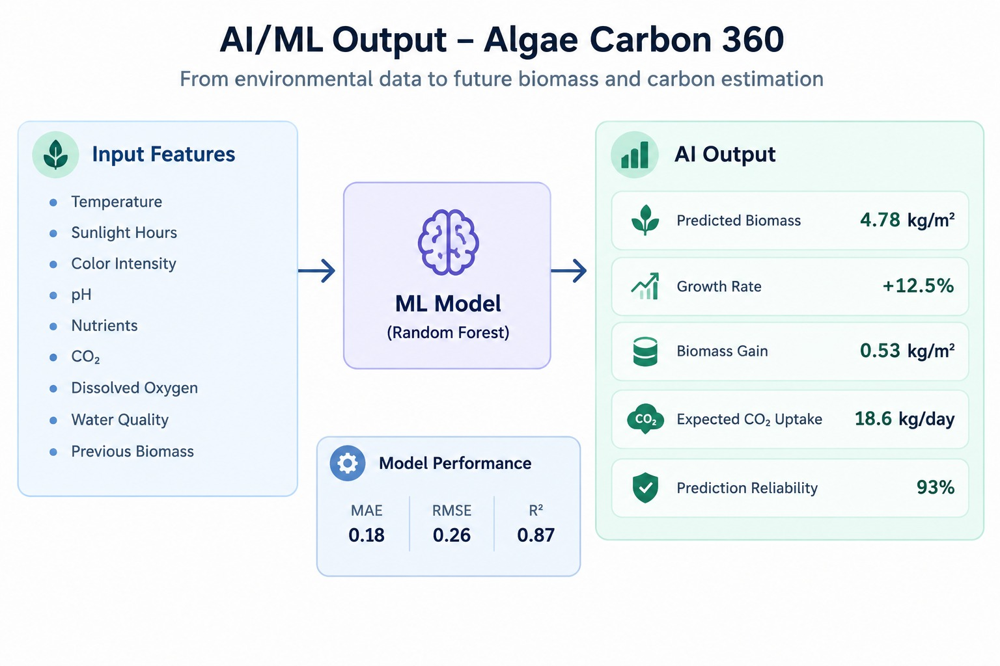 AI/ML Output – Algae Carbon 360
From environmental data to future biomass and carbon estimation
Input Features
Temperature
Sunlight Hours
Color Intensity
pH
Nutrients
CO₂
Dissolved Oxygen
Water Quality
Previous Biomass
ML Model
(Random Forest)
Model Performance
MAE RMSE R²
0.18 0.26 0.87
AI Output
Predicted Biomass 4.78 kg/m²
Growth Rate +12.5%
Biomass Gain 0.53 kg/m²
CO₂ Expected CO₂ Uptake 18.6 kg/day
Prediction Reliability 93%